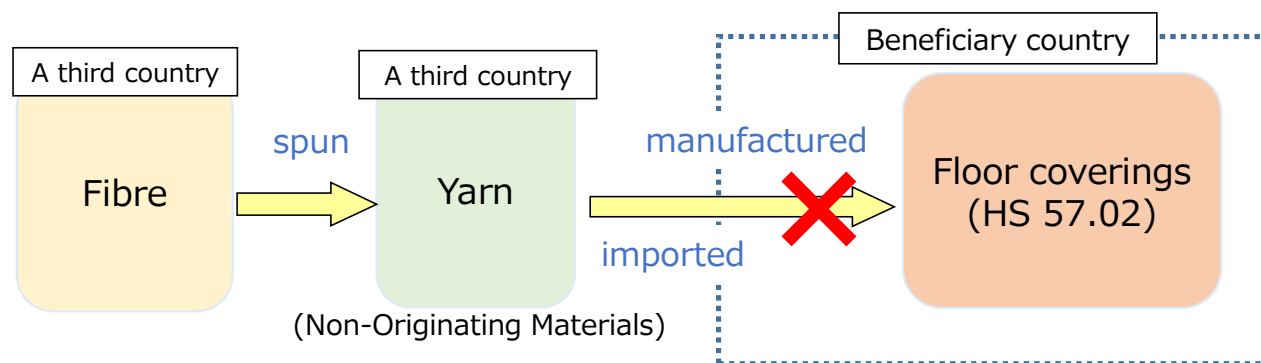 Beneficiary country
A third country
A third country
Fibre
spun
Yarn
(Non-Originating Materials)
manufactured
imported
Floor coverings
(HS 57.02)